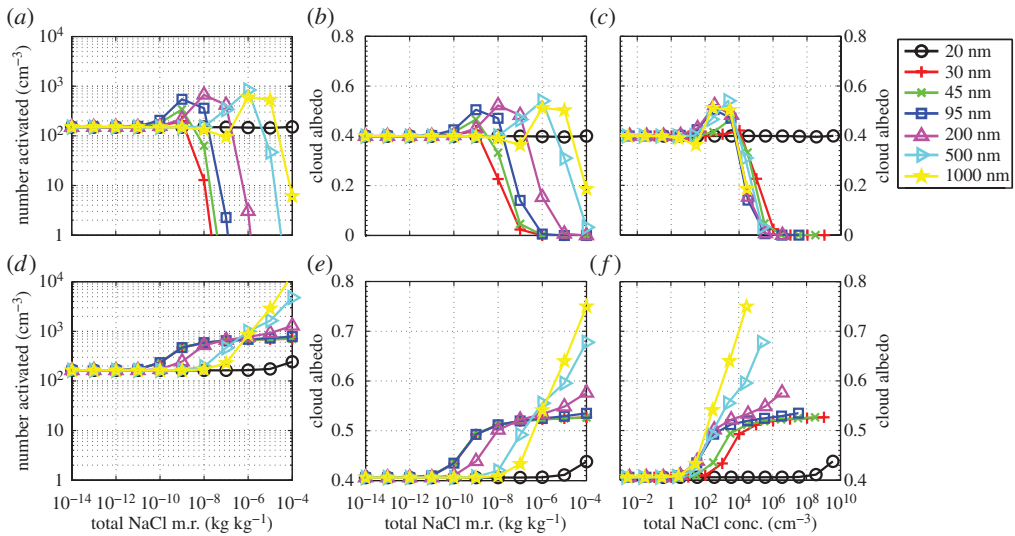 (a)
(b)
(c)
number activated (cm⁻³)
10⁴
10³
10²
10
1
cloud albedo
0.8
0.6
0.4
0.2
0
0.8
0.6
0.4
0.2
0
cloud albedo
20 nm
30 nm
45 nm
95 nm
200 nm
500 nm
1000 nm
(d)
(e)
(f)
number activated (cm⁻³)
10⁴
10³
10²
10
1
10⁻¹⁴ 10⁻¹² 10⁻¹⁰ 10⁻⁸ 10⁻⁶ 10⁻⁴
total NaCl m.r. (kg kg⁻¹)
cloud albedo
0.8
0.7
0.6
0.5
0.4
10⁻¹⁴ 10⁻¹² 10⁻¹⁰ 10⁻⁸ 10⁻⁶ 10⁻⁴
total NaCl m.r. (kg kg⁻¹)
0.8
0.7
0.6
0.5
0.4
cloud albedo
10⁻² 1 10² 10⁴ 10⁶ 10⁸ 10¹⁰
total NaCl conc. (cm⁻³)